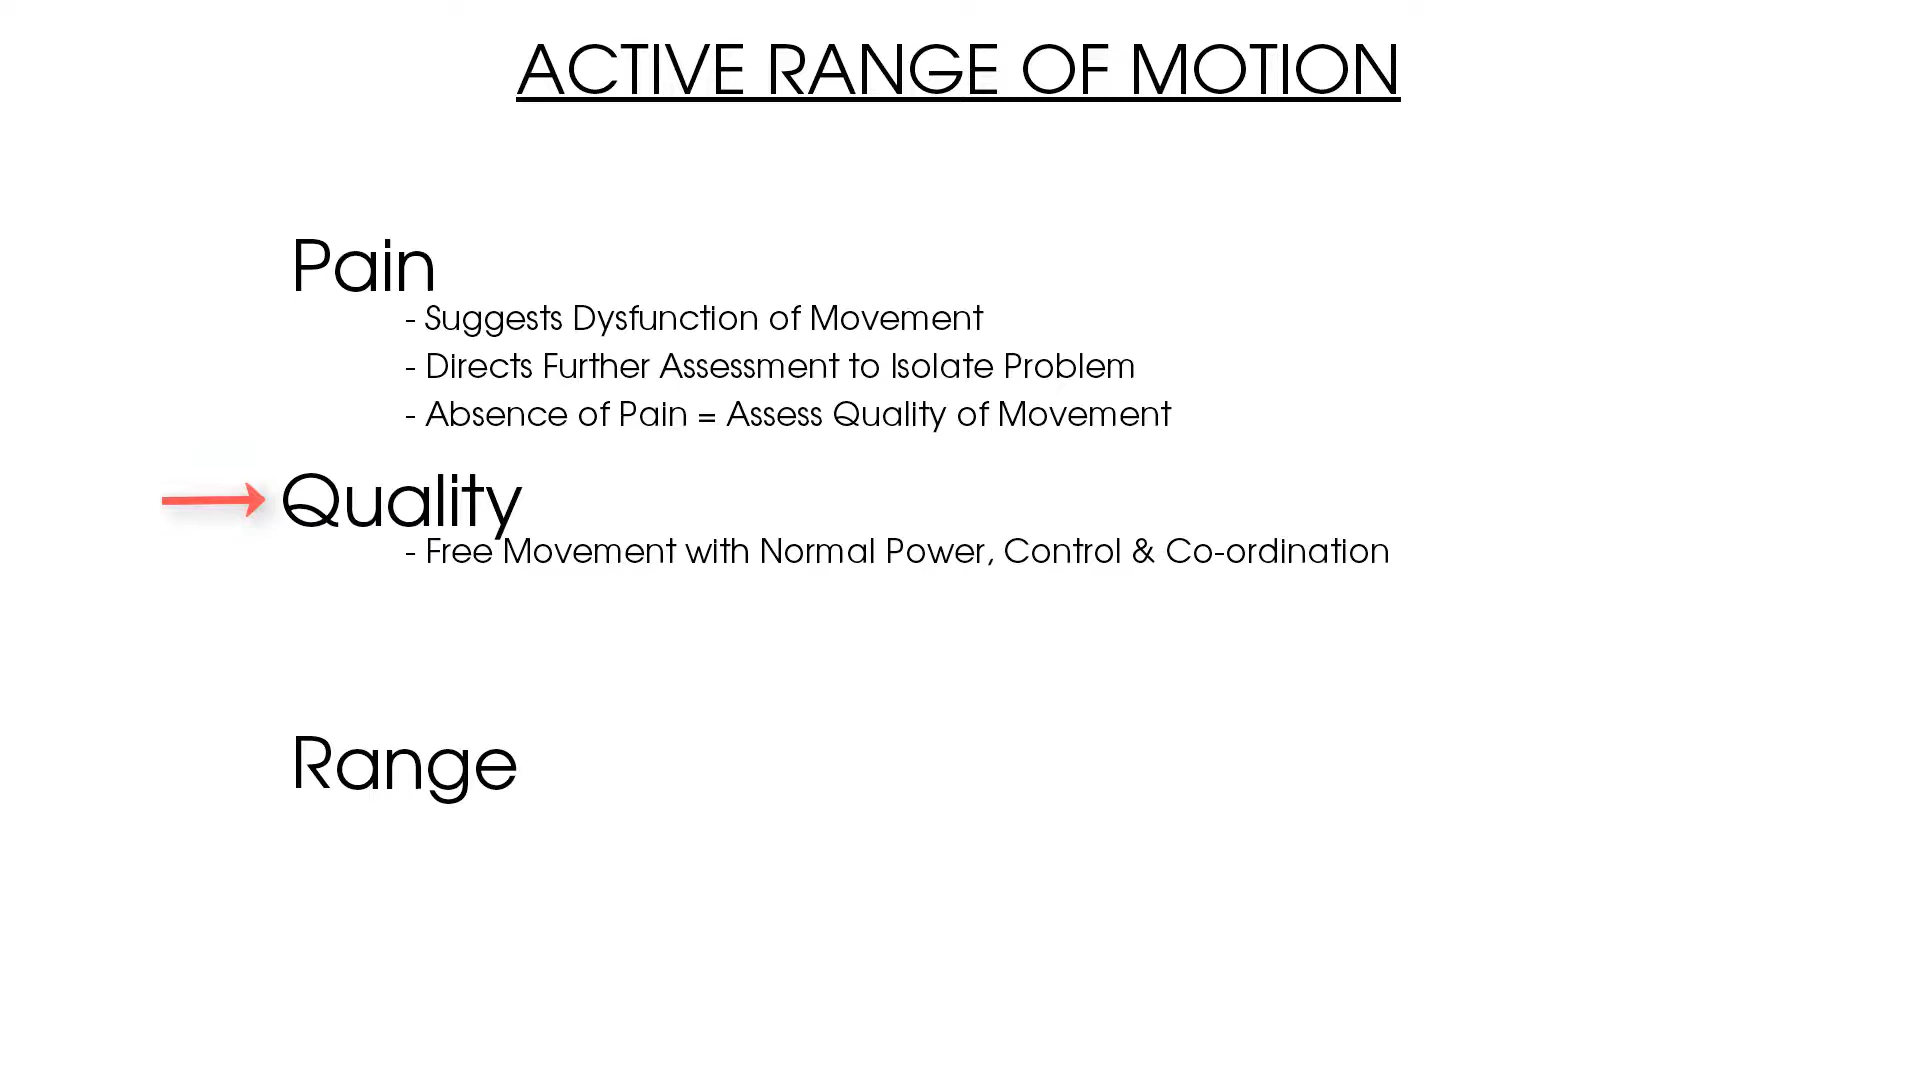 ACTIVE RANGE OF MOTION
Pain
- Suggests Dysfunction of Movement
- Directs Further Assessment to Isolate Problem
- Absence of Pain = Assess Quality of Movement
Quality
- Free Movement with Normal Power, Control & Co-ordination
Range